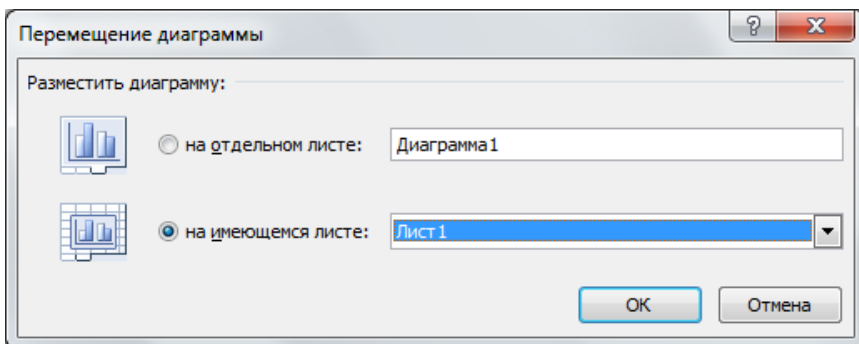 Перемещение диаграммы
Разместить диаграмму:
на отдельном листе: Диаграмма1
на имеющемся листе: Лист1
ОК Отмена